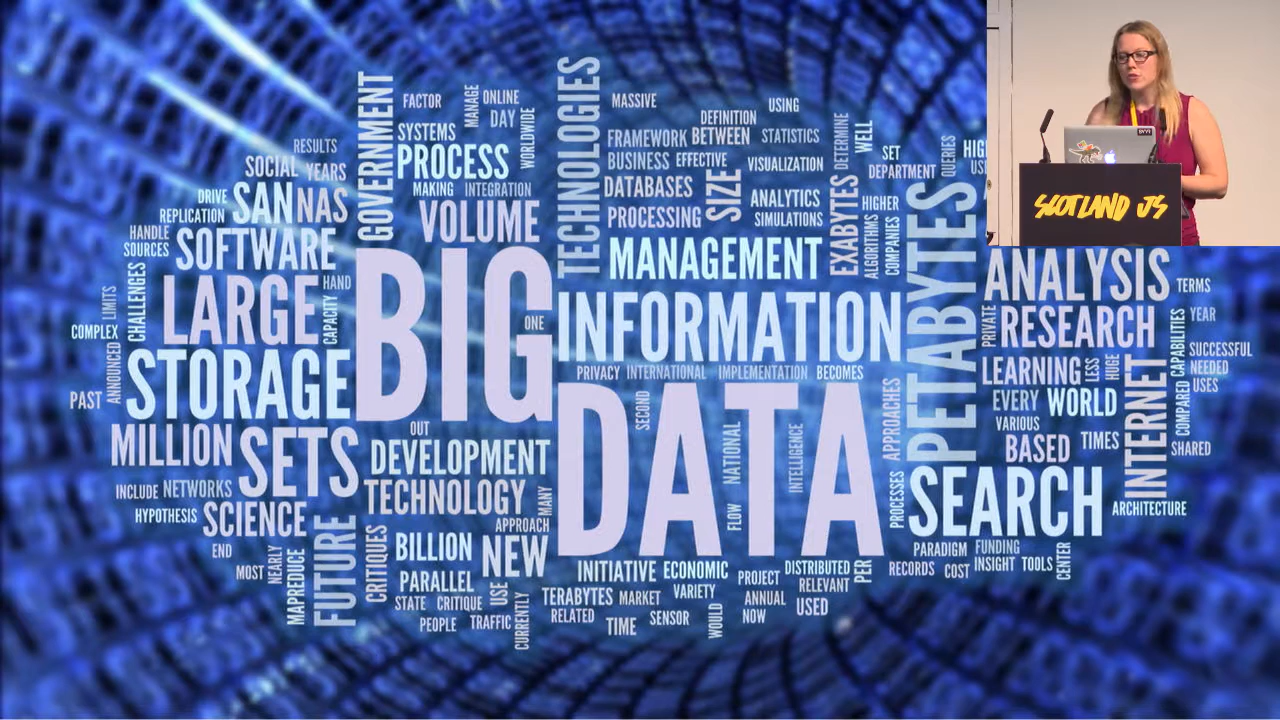 TECHNOLOGIES
GOVERNMENT
FACTOR
MANAGE
ONLINE
DAY
WORLDWIDE
MASSIVE
DEFINITION
USING
SYSTEMS
PROCESS
FRAMEWORK
BETWEEN
STATISTICS
DETERMINE
WELL
RESULTS
SOCIAL
YEARS
BUSINESS
EFFECTIVE
VISUALIZATION
SET
DEPARTMENT
QUERIES
MAKING
INTEGRATION
DATABASES
SIZE
ANALYTICS
HIGHER
DRIVE
SAN
NAS
REPLICATION
VOLUME
PROCESSING
SIMULATIONS
EXABYTES
ALGORITHMS
COMPANIES
PETABYTES
SCOTLAND JS
HANDLE
SOURCES
SOFTWARE
MANAGEMENT
CHALLENGES
LIMITS
LARGE
HAND
CAPACITY
BIG
ONE
INFORMATION
ANALYSIS
TERMS
COMPLEX
PRIVATE
RESEARCH
YEAR
CAPABILITIES
ANNOUNCED
STORAGE
PRIVACY
INTERNATIONAL
IMPLEMENTATION
BECOMES
LEARNING
LESS
HUGE
INTERNET
SUCCESSFUL
NEEDED
USES
PAST
DATA
SECOND
NATIONAL
INTELLIGENCE
FLOW
APPROACHES
EVERY
WORLD
COMPARED
MILLION
SETS
OUT
DEVELOPMENT
VARIOUS
BASED
TIMES
SHARED
INCLUDE
NETWORKS
TECHNOLOGY
MANY
PROCESSES
SEARCH
ARCHITECTURE
HYPOTHESIS
SCIENCE
APPROACH
END
FUTURE
CRITIQUES
BILLION
NEW
PARADIGM
FUNDING
CENTER
MOST
NEARLY
MAPREDUCE
PARALLEL
INITIATIVE
ECONOMIC
PROJECT
DISTRIBUTED
PER
RECORDS
COST
INSIGHT
TOOLS
STATE
CRITIQUE
USE
CURRENTLY
TERABYTES
MARKET
VARIETY
ANNUAL
RELEVANT
PEOPLE
TRAFFIC
RELATED
TIME
SENSOR
WOULD
NOW
USED